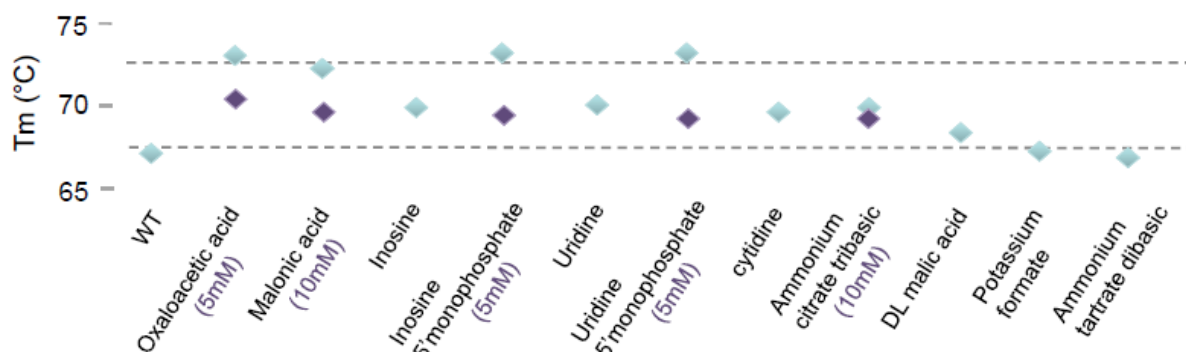 75
70
65
Tm (°C)
WT
Oxaloacetic acid
(5mM)
Malonic acid
(10mM)
Inosine
Inosine
5'monophosphate
(5mM)
Uridine
Uridine
5'monophosphate
(5mM)
cytidine
Ammonium
citrate tribasic
(10mM)
DL malic acid
Potassium
formate
Ammonium
tartrate dibasic